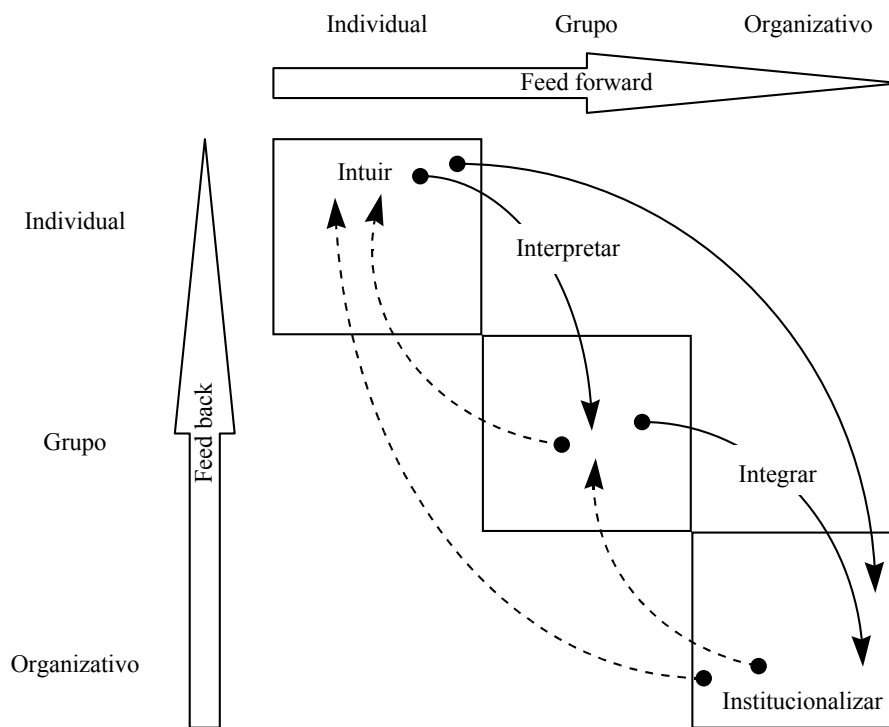 Individual
Grupo
Organizativo
Feed forward
Intuir
Individual
Interpretar
Feed back
Grupo
Integrar
Organizativo
Institucionalizar